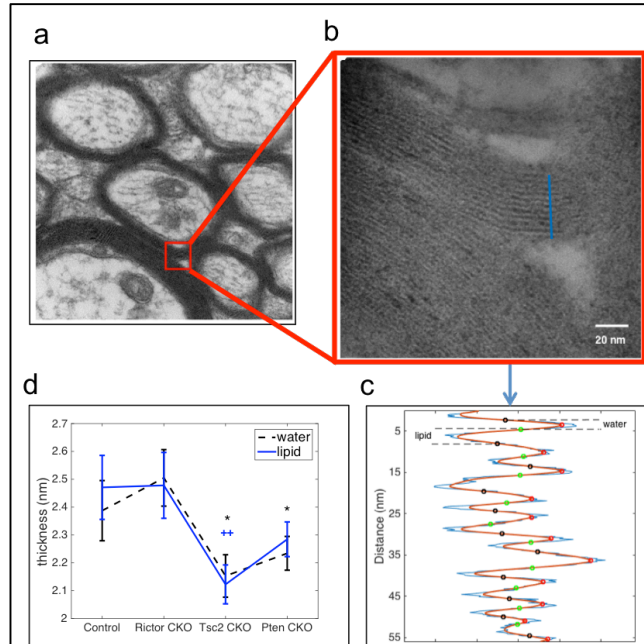 a
b
20 nm
d
2.7
2.6
2.5
2.4
2.3
2.2
2.1
2
thickness (nm)
water
lipid
*
++
*
Control
Rictor CKO
Tsc2 CKO
Pten CKO
c
5
15
25
35
45
55
Distance (nm)
water
lipid